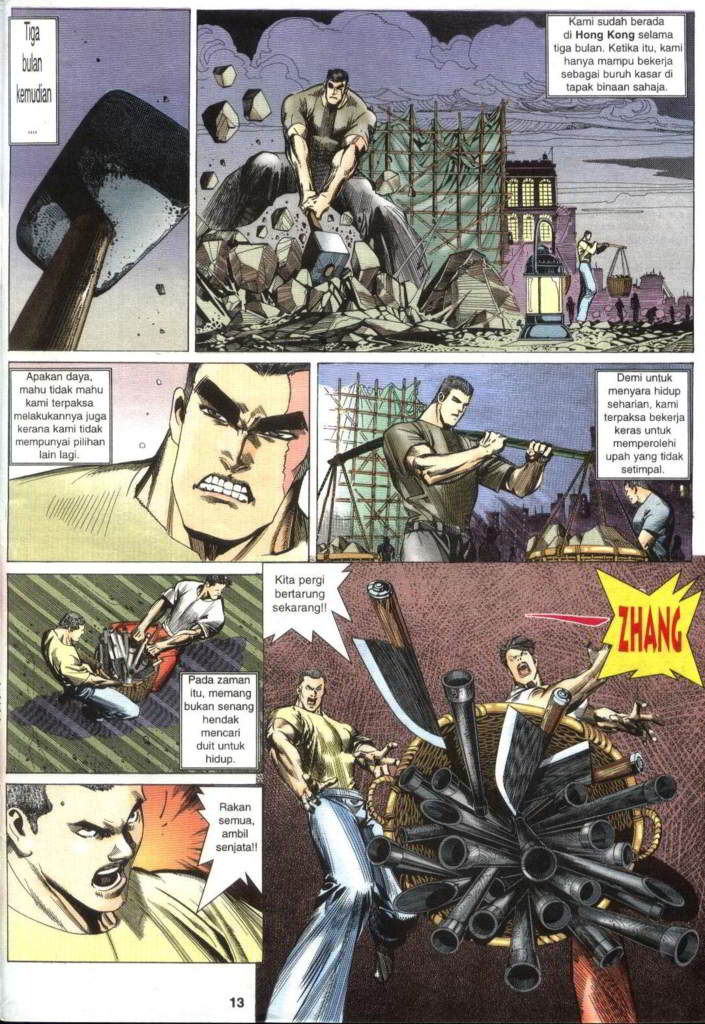 Tiga
bulan
kemudian
....
Kami sudah berada
di Hong Kong selama
tiga bulan. Ketika itu, kami
hanya mampu bekerja
sebagai buruh kasar di
tapak binaan sahaja.
Apakan daya,
mahu tidak mahu
kami terpaksa
melakukannya juga
kerana kami tidak
mempunyai pilihan
lain lagi.
Demi untuk
menyara hidup
seharian, kami
terpaksa bekerja
keras untuk
memperolehi
upah yang tidak
setimpal.
Pada zaman
itu, memang
bukan senang
hendak
mencari
duit untuk
hidup.
Kita pergi
bertarung
sekarang!!
ZHANG
Rakan
semua,
ambil
senjata!!
13